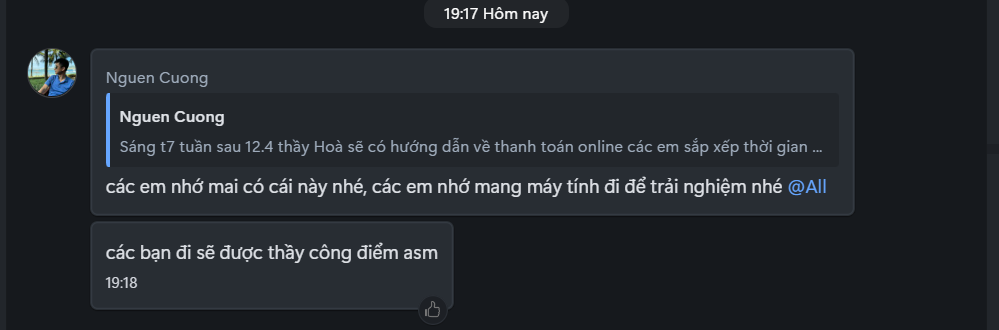 19:17 Hôm nay
Nguen Cuong
Nguen Cuong
Sáng t7 tuần sau 12.4 thầy Hoà sẽ có hướng dẫn về thanh toán online các em sắp xếp thời gian ...
các em nhớ mai có cái này nhé, các em nhớ mang máy tính đi để trải nghiệm nhé @All
các bạn đi sẽ được thầy công điểm asm
19:18